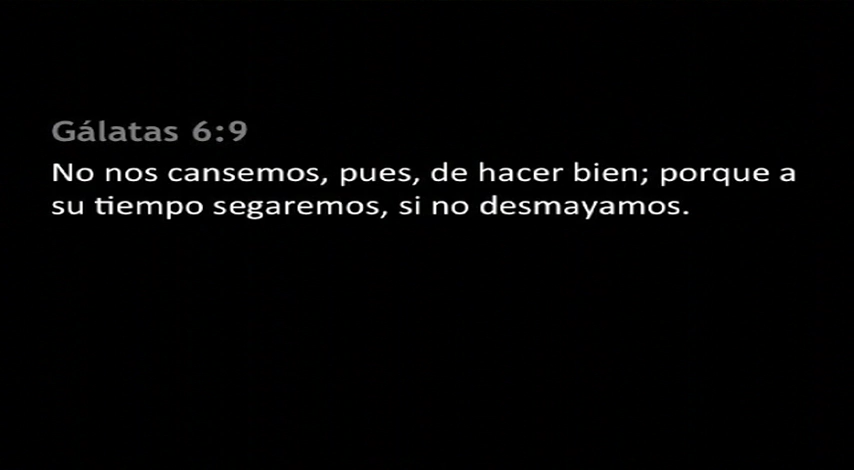 Gálatas 6:9
No nos cansemos, pues, de hacer bien; porque a
su tiempo segaremos, si no desmayamos.